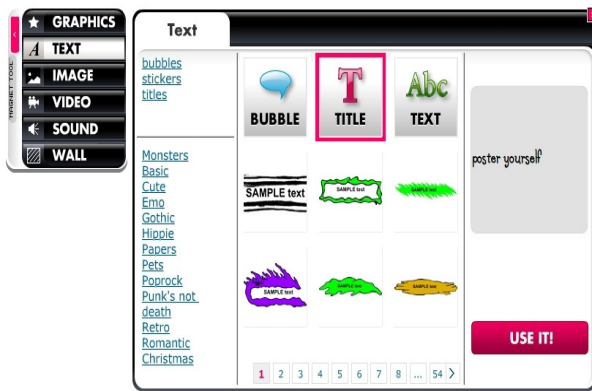 MAGNET TOOL
GRAPHICS
A TEXT
IMAGE
VIDEO
SOUND
WALL
Text
bubbles
stickers
titles
Monsters
Basic
Cute
Emo
Gothic
Hippie
Papers
Pets
Poprock
Punk's not
death
Retro
Romantic
Christmas
BUBBLE
T
TITLE
Abc
TEXT
SAMPLE text
SAMPLE text
SAMPLE text
SAMPLE text
SAMPLE text
SAMPLE text
1 2 3 4 5 6 7 8 ... 54 >
poster yourself
USE IT!